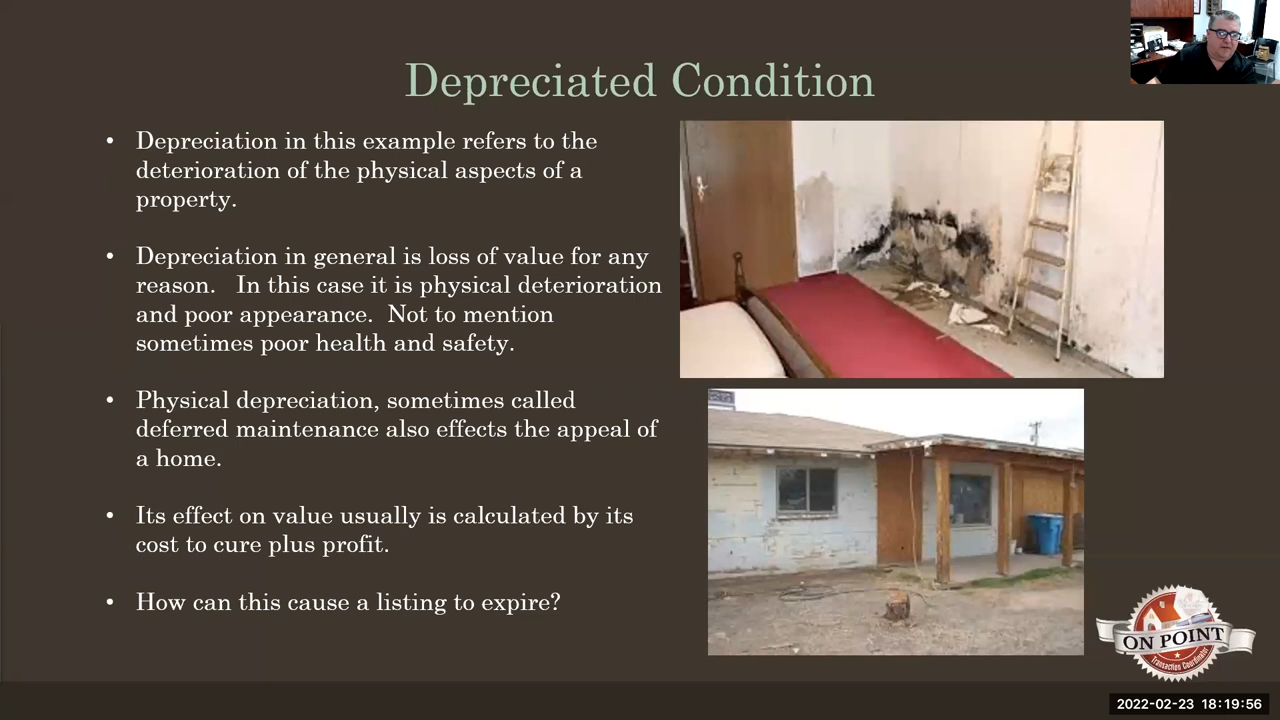 Depreciated Condition
• Depreciation in this example refers to the
deterioration of the physical aspects of a
property.
• Depreciation in general is loss of value for any
reason.   In this case it is physical deterioration
and poor appearance.  Not to mention
sometimes poor health and safety.
• Physical depreciation, sometimes called
deferred maintenance also effects the appeal of
a home.
• Its effect on value usually is calculated by its
cost to cure plus profit.
• How can this cause a listing to expire?
ON POINT
Transaction Coordinator
2022-02-23 18:19:56